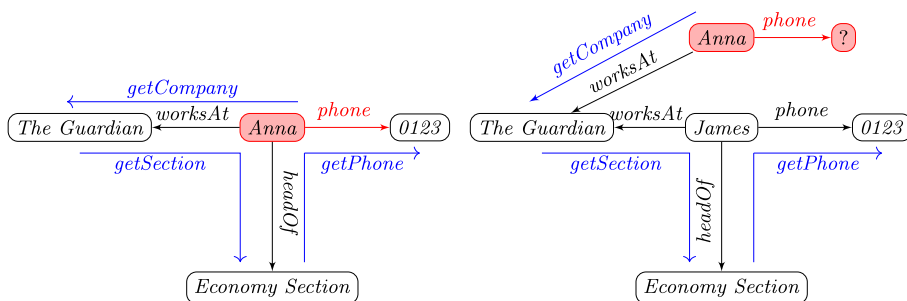 getCompany
worksAt
phone
The Guardian
Anna
0123
getSection
getPhone
headOf
Economy Section
Anna
phone
?
getCompany
worksAt
The Guardian
worksAt
James
phone
0123
getSection
getPhone
headOf
Economy Section